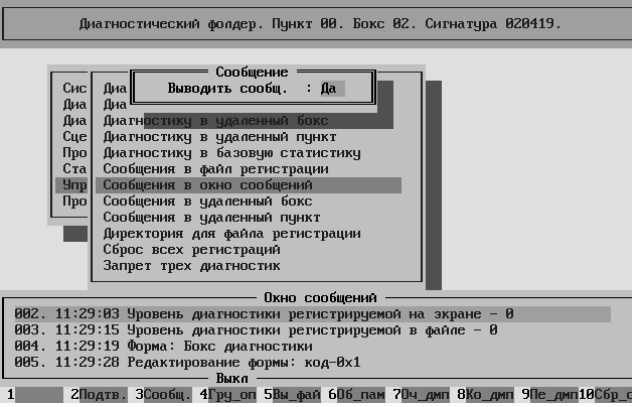 Диагностический фолдер. Пункт 00. Бокс 02. Сигнатура 020419.
Сообщение
Выводить сообщ. : Да
Сис
Диа
Диа
Сце
Про
Ста
Упр
Про
Диа
Диа
Диагностику в удаленный бокс
Диагностику в удаленный пункт
Диагностику в базовую статистику
Сообщения в файл регистрации
Сообщения в окно сообщений
Сообщения в удаленный бокс
Сообщения в удаленный пункт
Директория для файла регистрации
Сброс всех регистраций
Запрет трех диагностик
Окно сообщений
002. 11:29:03 Уровень диагностики регистрируемой на экране - 0
003. 11:29:15 Уровень диагностики регистрируемой в файле - 0
004. 11:29:19 Форма: Бокс диагностики
005. 11:29:28 Редактирование формы: код-0x1
Выкл
1 2Подтв. 3Сообщ. 4Гру_оп 5Вы_фай 6Об_пам 7Оч_дмп 8Ко_дмп 9Пе_дмп 10Сбр_о